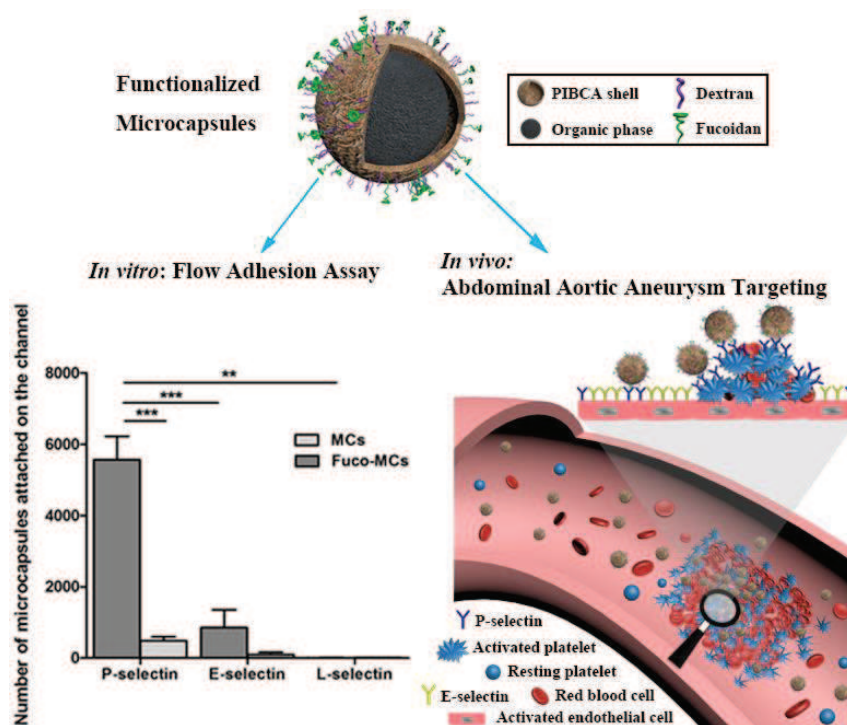 Functionalized
Microcapsules
PIBCA shell
Dextran
Organic phase
Fucoidan
In vitro: Flow Adhesion Assay
In vivo:
Abdominal Aortic Aneurysm Targeting
Number of microcapsules attached on the channel
8000
6000
4000
2000
0
**
***
***
MCs
Fuco-MCs
P-selectin
E-selectin
L-selectin
P-selectin
Activated platelet
Resting platelet
E-selectin
Red blood cell
Activated endothelial cell